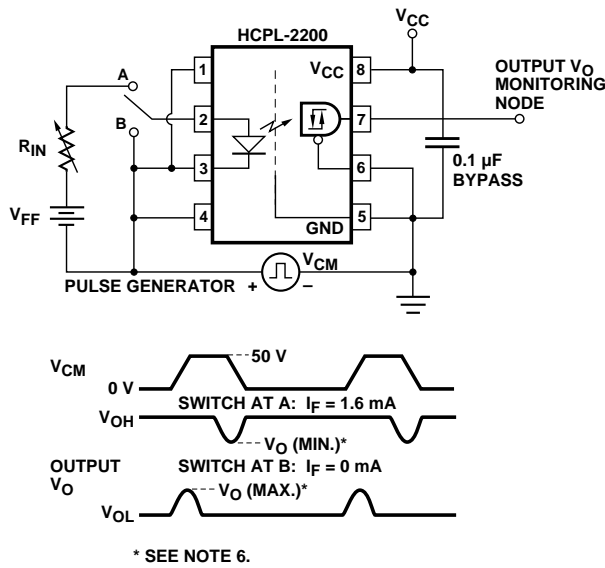 HCPL-2200
VCC
1
VCC
8
OUTPUT VO
MONITORING
NODE
A
2
7
B
RIN
3
6
0.1 µF
BYPASS
VFF
4
GND
5
VCM
PULSE GENERATOR + –
VCM
50 V
0 V
SWITCH AT A: IF = 1.6 mA
VOH
VO (MIN.)*
OUTPUT
VO
SWITCH AT B: IF = 0 mA
VO (MAX.)*
VOL
* SEE NOTE 6.